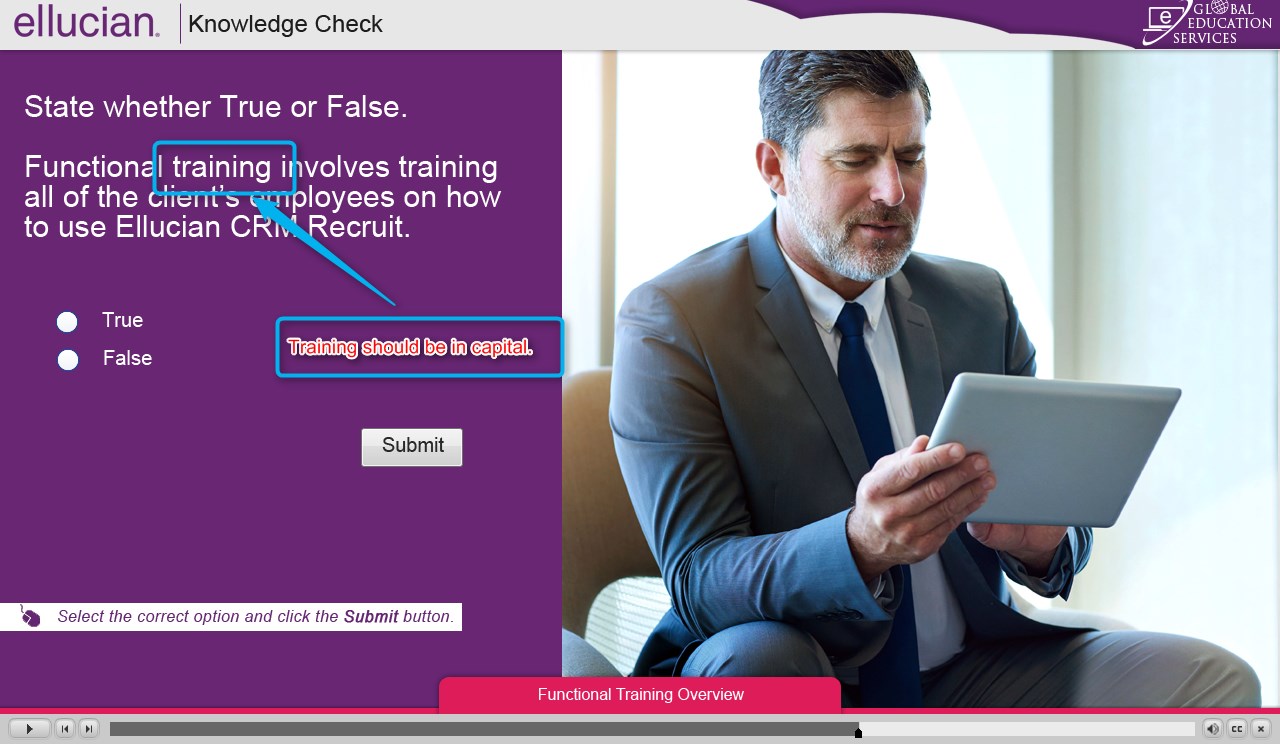 ellucian.
Knowledge Check
GLOBAL
EDUCATION
SERVICES
e
State whether True or False.
Functional training involves training
all of the client's employees on how
to use Ellucian CRM Recruit.
True
False
Training should be in capital.
Submit
Select the correct option and click the Submit button.
Functional Training Overview
CC